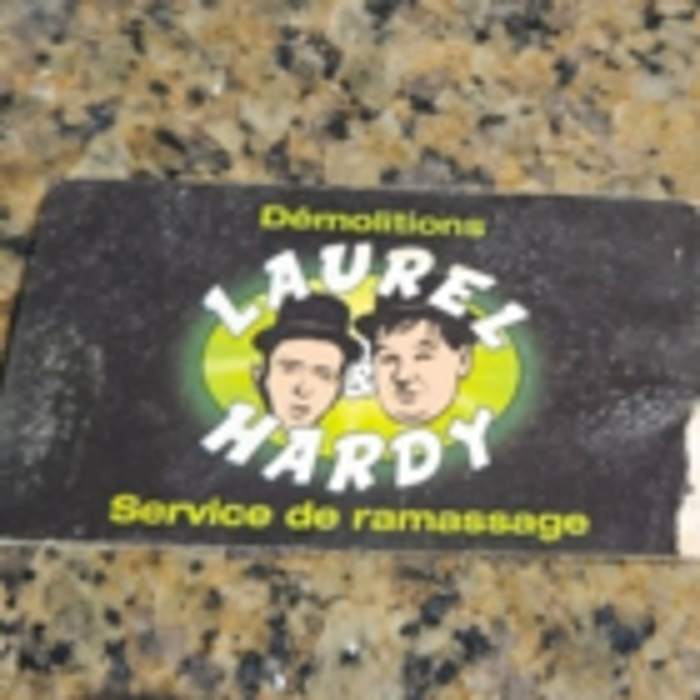 Démolitions
LAUREL
&
HARDY
Service de ramassage